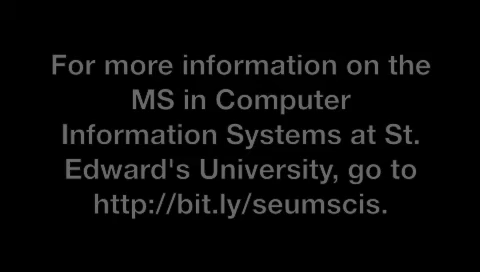 For more information on the
MS in Computer
Information Systems at St.
Edward's University, go to
http://bit.ly/seumscis.